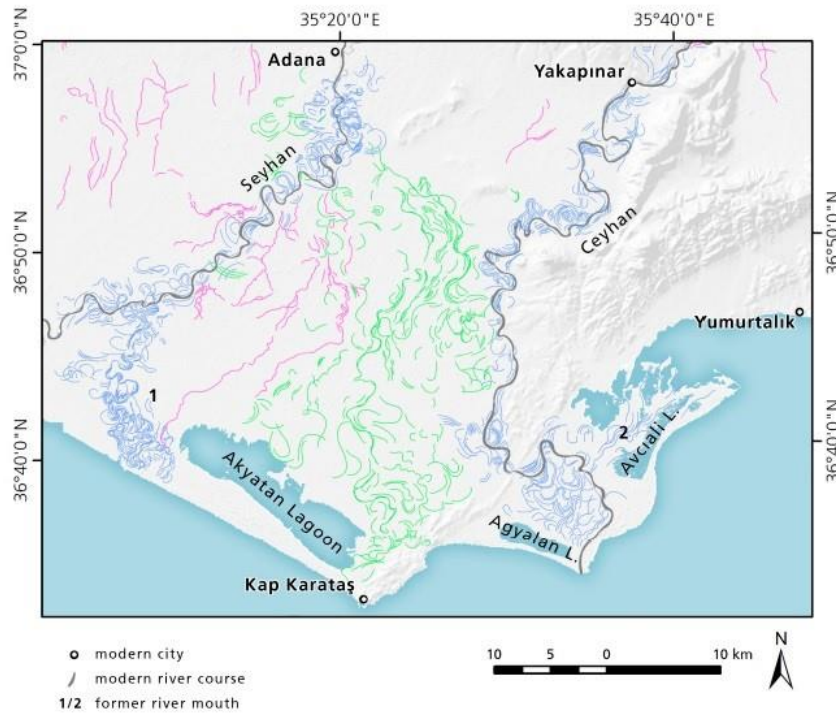 35°20'0"E
35°40'0"E
37°0'0"N
Adana
Yakapınar
Seyhan
Ceyhan
36°50'0"N
36°50'0"N
Yumurtalık
1
2
Avcıali L.
36°40'0"N
36°40'0"N
Akyatan Lagoon
Agyalan L.
Kap Karataş
modern city
modern river course
1/2 former river mouth
10 5 0 10 km
N